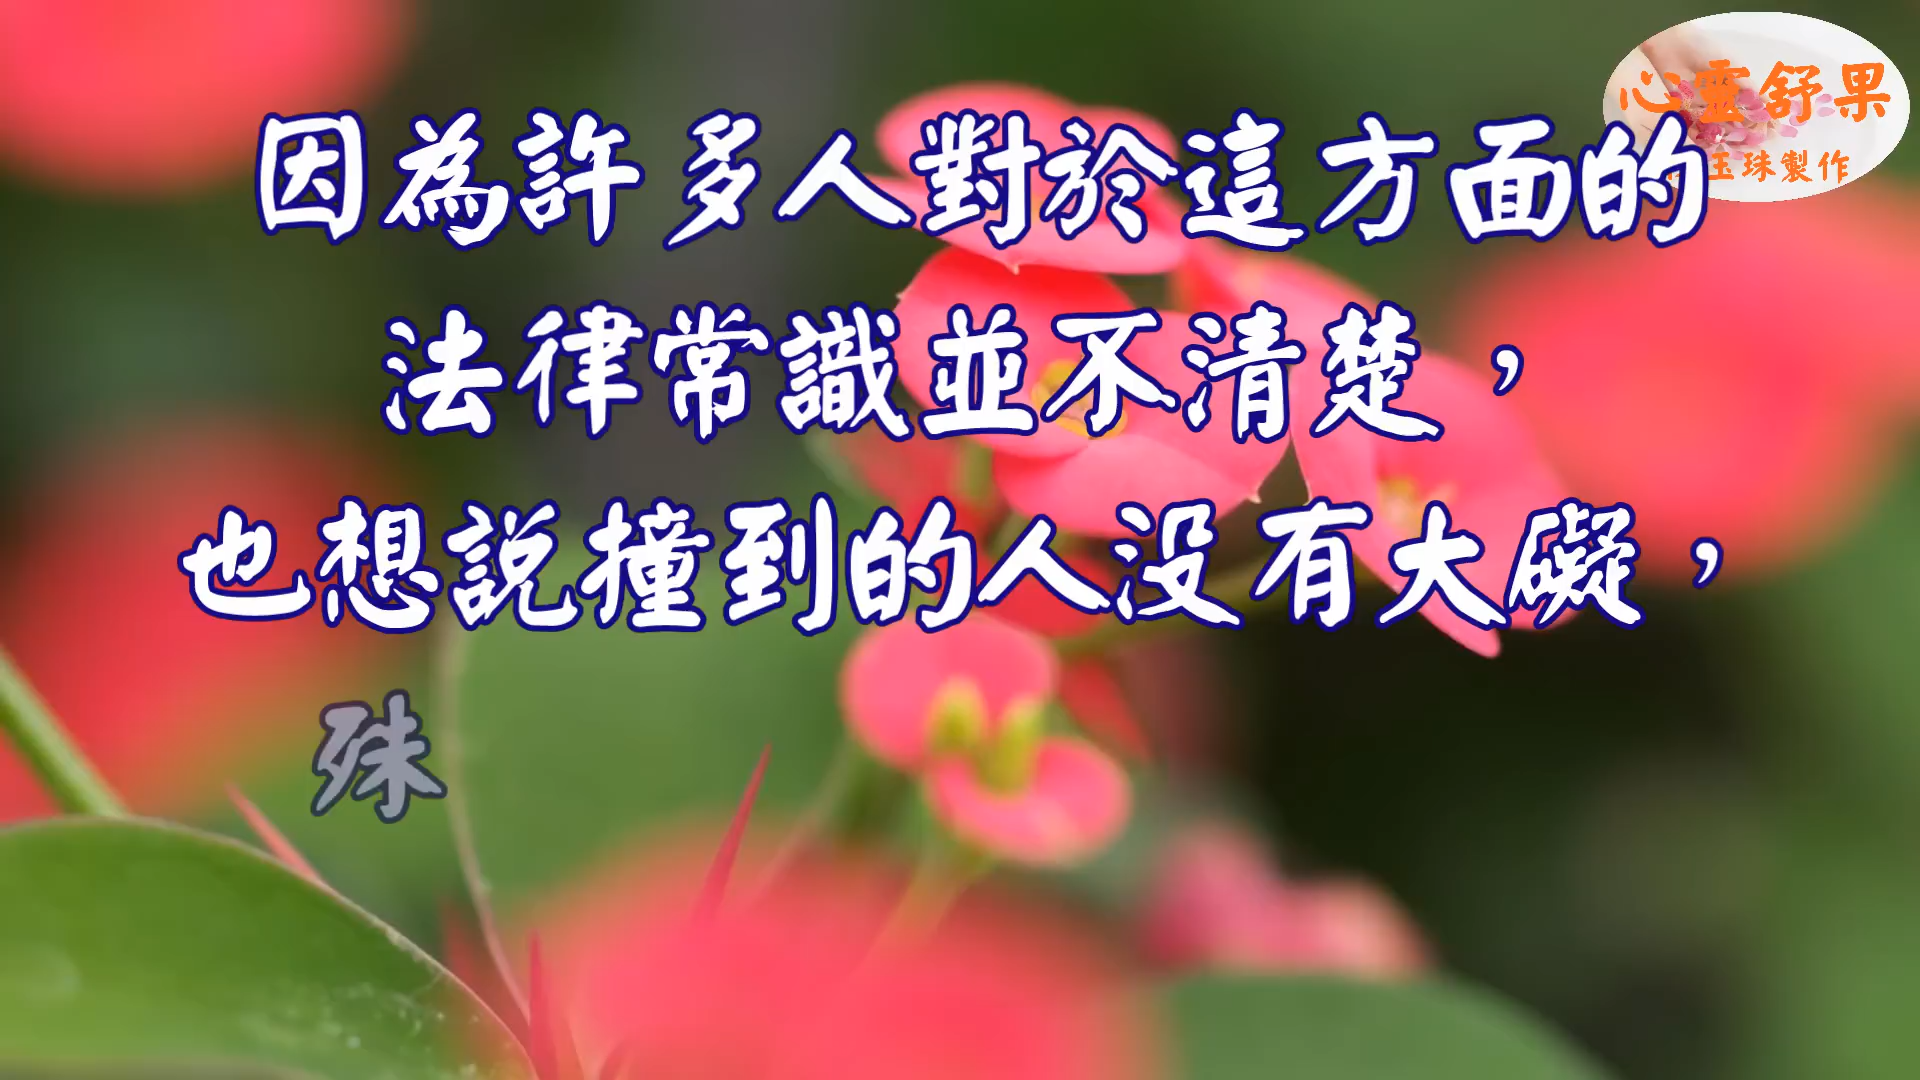 心靈舒果
玉珠製作
因為許多人對於這方面的
法律常識並不清楚，
也想說撞到的人没有大礙，
殊